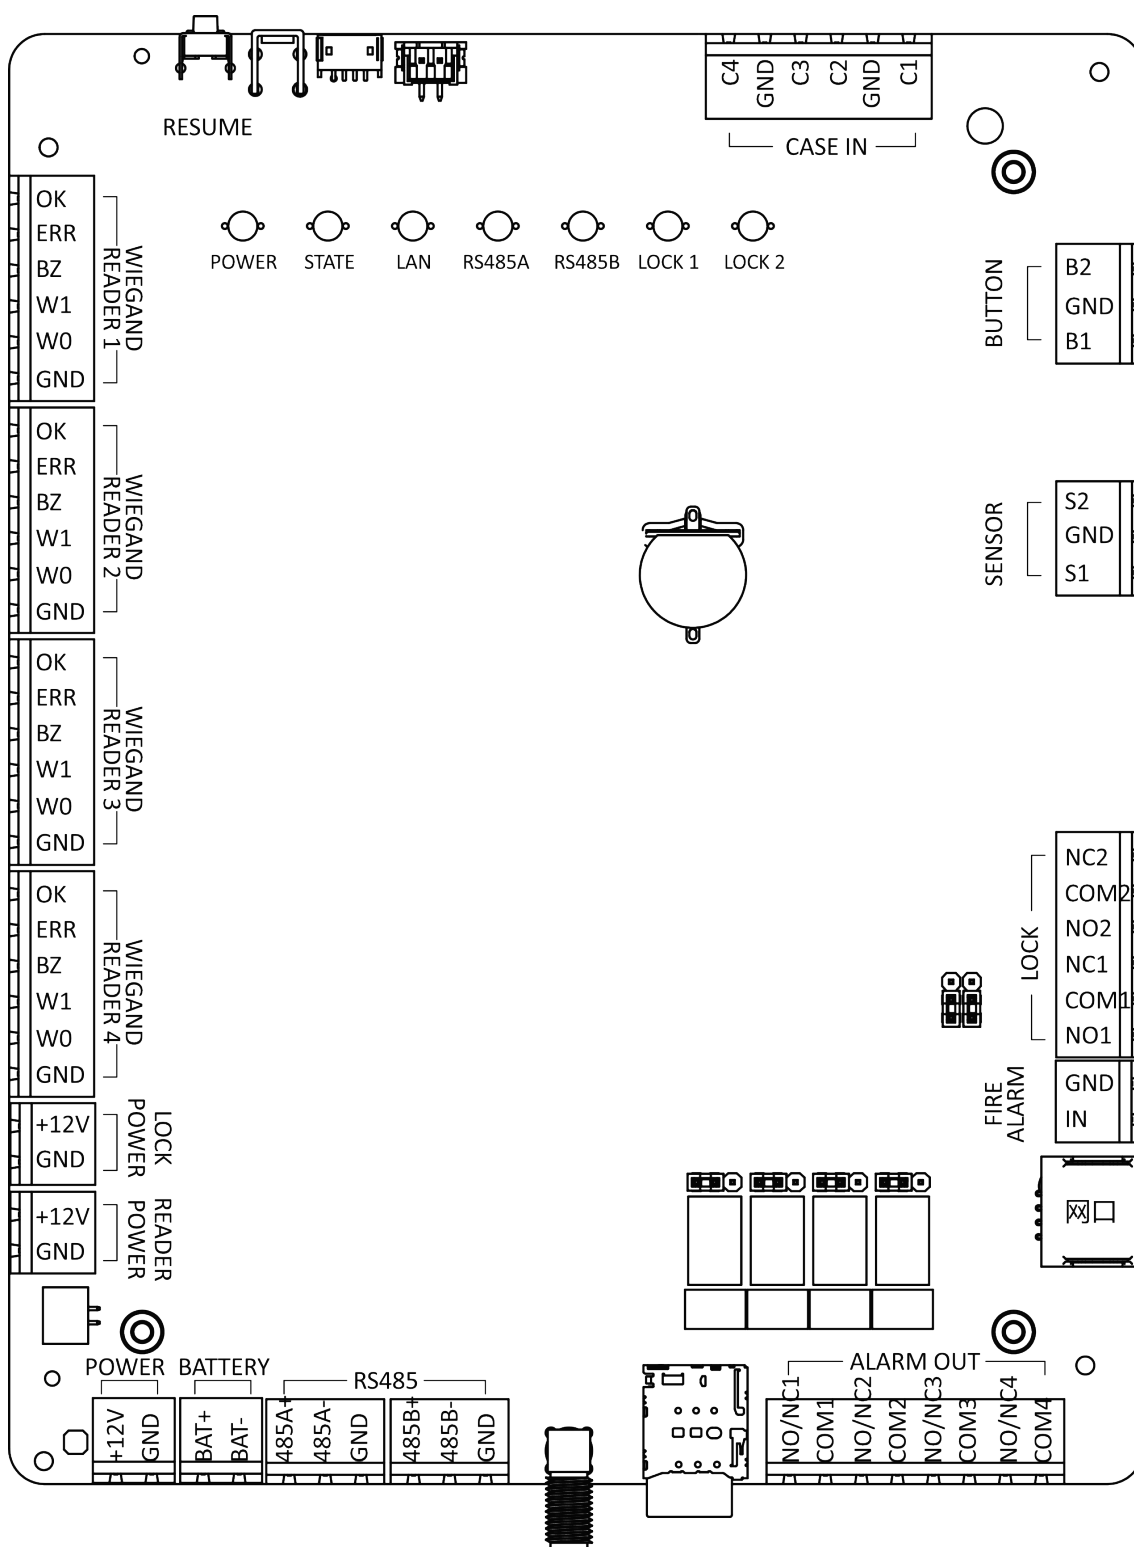 C4
GND
C3
C2
GND
C1
CASE IN
RESUME
POWER
STATE
LAN
RS485A
RS485B
LOCK 1
LOCK 2
OK
ERR
BZ
W1
W0
GND
WIEGAND
READER 1
OK
ERR
BZ
W1
W0
GND
WIEGAND
READER 2
OK
ERR
BZ
W1
W0
GND
WIEGAND
READER 3
OK
ERR
BZ
W1
W0
GND
WIEGAND
READER 4
+12V
GND
LOCK
POWER
+12V
GND
READER
POWER
BUTTON
B2
GND
B1
SENSOR
S2
GND
S1
LOCK
NC2
COM2
NO2
NC1
COM1
NO1
FIRE
ALARM
GND
IN
网口
POWER
+12V
GND
BATTERY
BAT+
BAT-
RS485
485A+
485A-
GND
485B+
485B-
GND
ALARM OUT
NO/NC1
COM1
NO/NC2
COM2
NO/NC3
COM3
NO/NC4
COM4